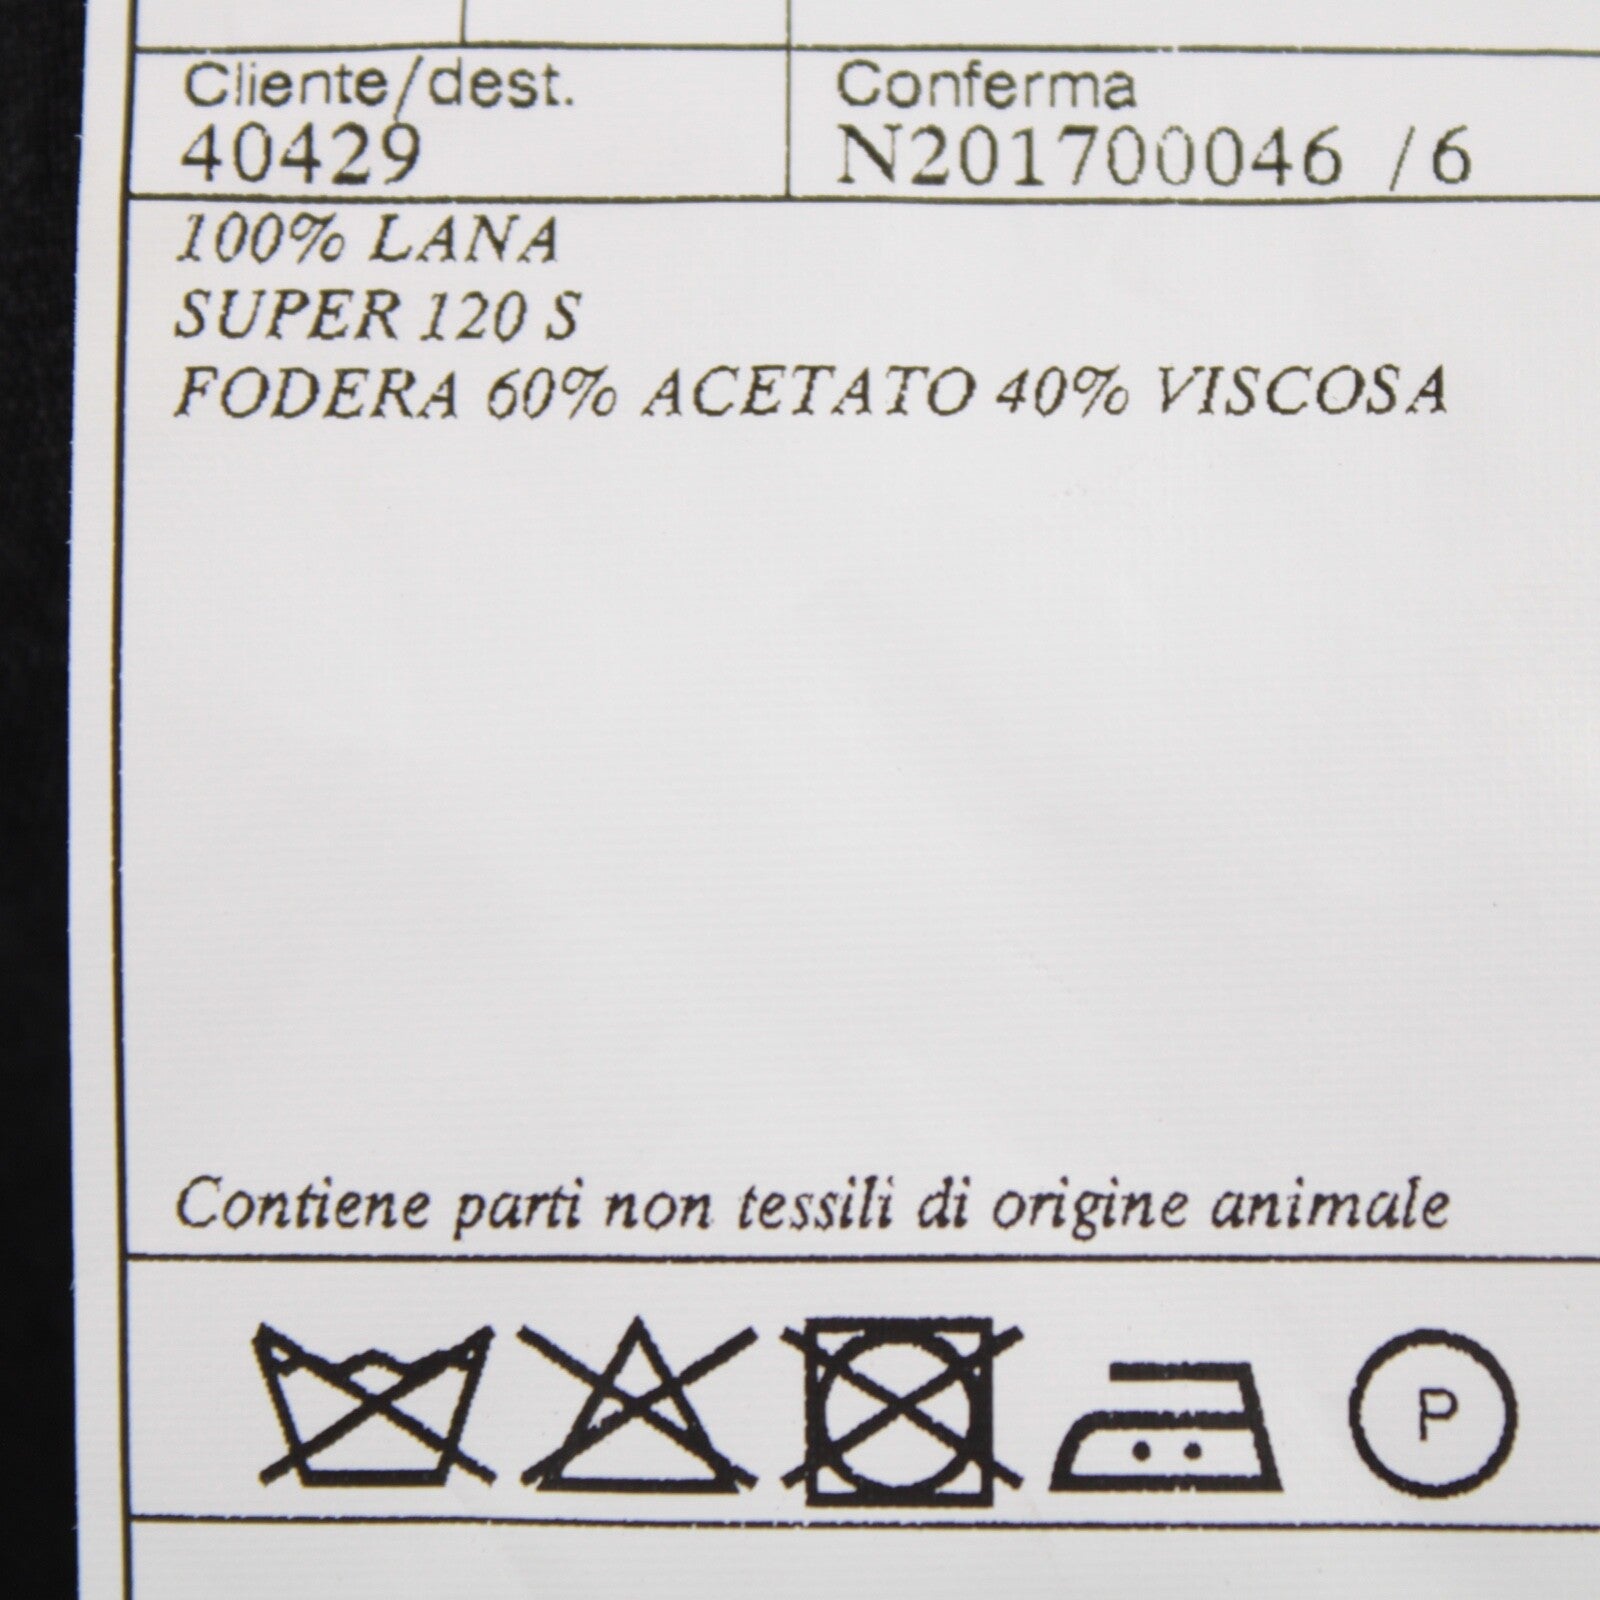 Cliente/dest.
40429
Conferma
N201700046 /6
100% LANA
SUPER 120 S
FODERA 60% ACETATO 40% VISCOSA
Contiene parti non tessili di origine animale
P